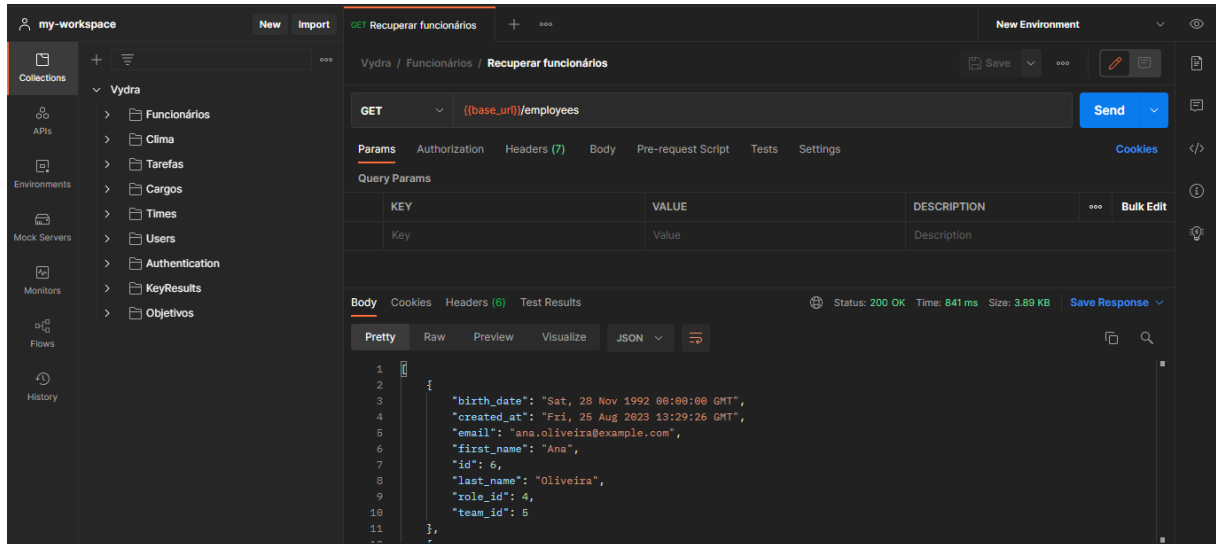 my-workspace New Import GET Recuperar funcionários New Environment
Collections
APIs
Environments
Mock Servers
Monitors
Flows
History
Vydra
Funcionários
Clima
Tarefas
Cargos
Times
Users
Authentication
KeyResults
Objetivos
Vydra / Funcionários / Recuperar funcionários Save
GET {{base_url}}/employees Send
Params Authorization Headers (7) Body Pre-request Script Tests Settings Cookies
Query Params
KEY VALUE DESCRIPTION Bulk Edit
Key Value Description
Body Cookies Headers (6) Test Results Status: 200 OK Time: 841 ms Size: 3.89 KB Save Response
Pretty Raw Preview Visualize JSON
1 [
2 {
3 "birth_date": "Sat, 28 Nov 1992 00:00:00 GMT",
4 "created_at": "Fri, 25 Aug 2023 13:29:26 GMT",
5 "email": "ana.oliveira@example.com",
6 "first_name": "Ana",
7 "id": 6,
8 "last_name": "Oliveira",
9 "role_id": 4,
10 "team_id": 5
11 },